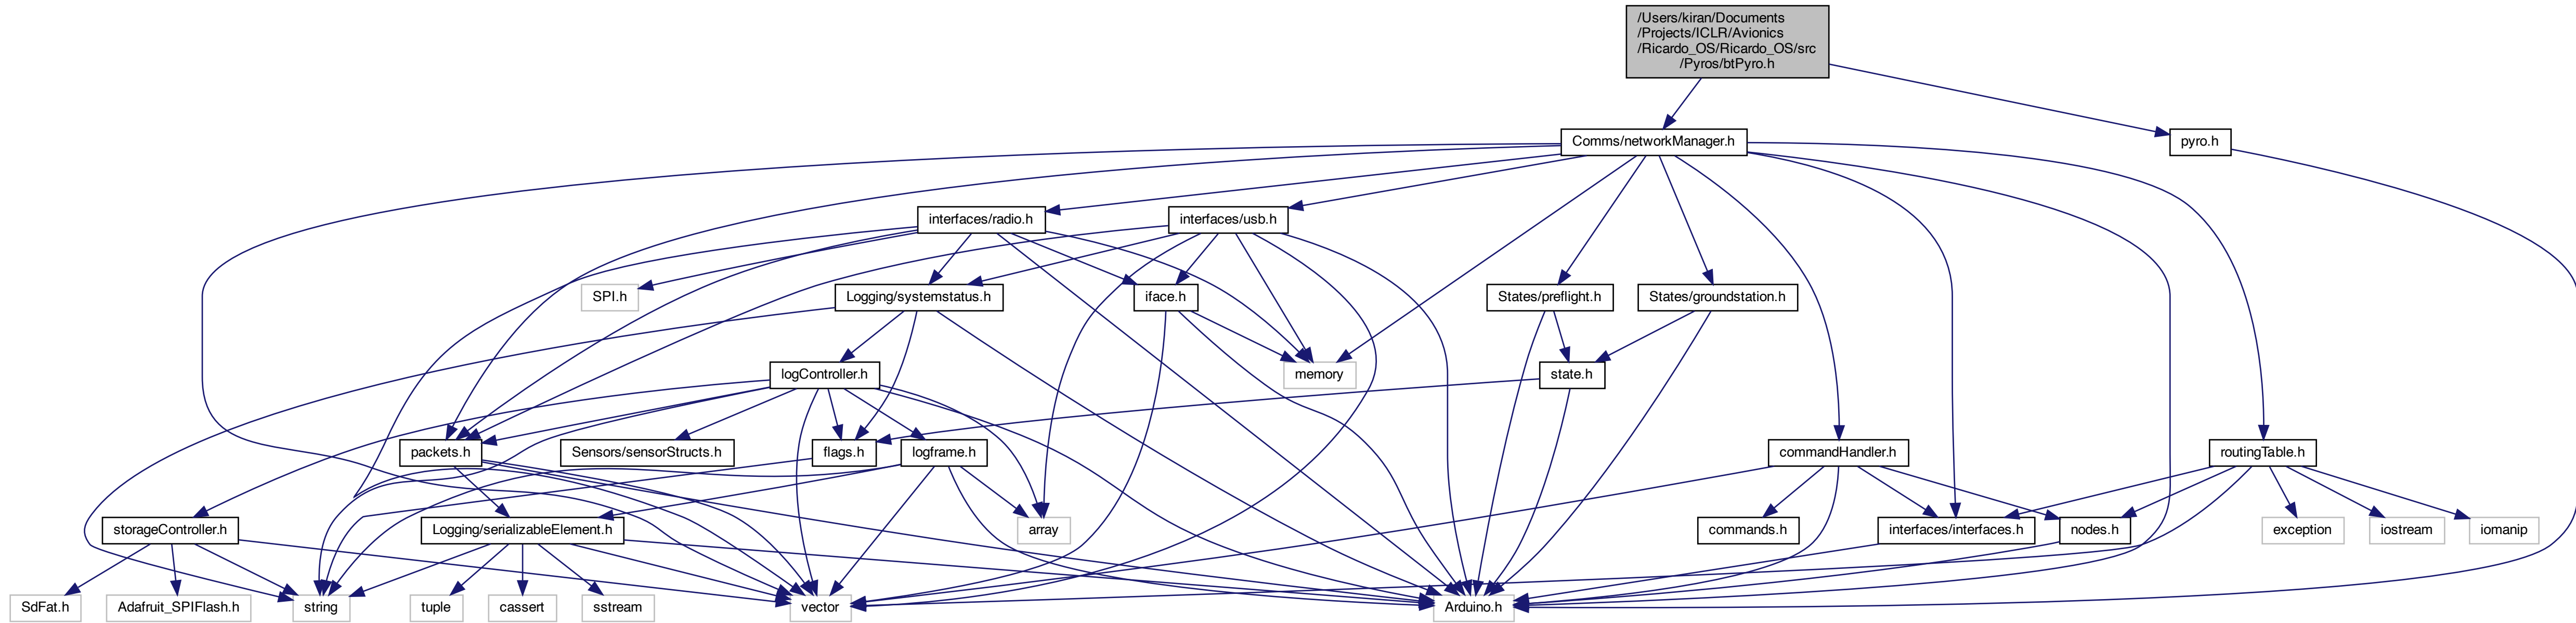 /Users/kiran/Documents
/Projects/ICLR/Avionics
/Ricardo_OS/Ricardo_OS/src
/Pyros/btPyro.h
Comms/networkManager.h
pyro.h
interfaces/radio.h
interfaces/usb.h
SPI.h
Logging/systemstatus.h
iface.h
States/preflight.h
States/groundstation.h
logController.h
memory
state.h
packets.h
Sensors/sensorStructs.h
flags.h
logframe.h
commandHandler.h
routingTable.h
storageController.h
Logging/serializableElement.h
array
commands.h
interfaces/interfaces.h
nodes.h
exception
iostream
iomanip
SdFat.h
Adafruit_SPIFlash.h
string
tuple
cassert
sstream
vector
Arduino.h